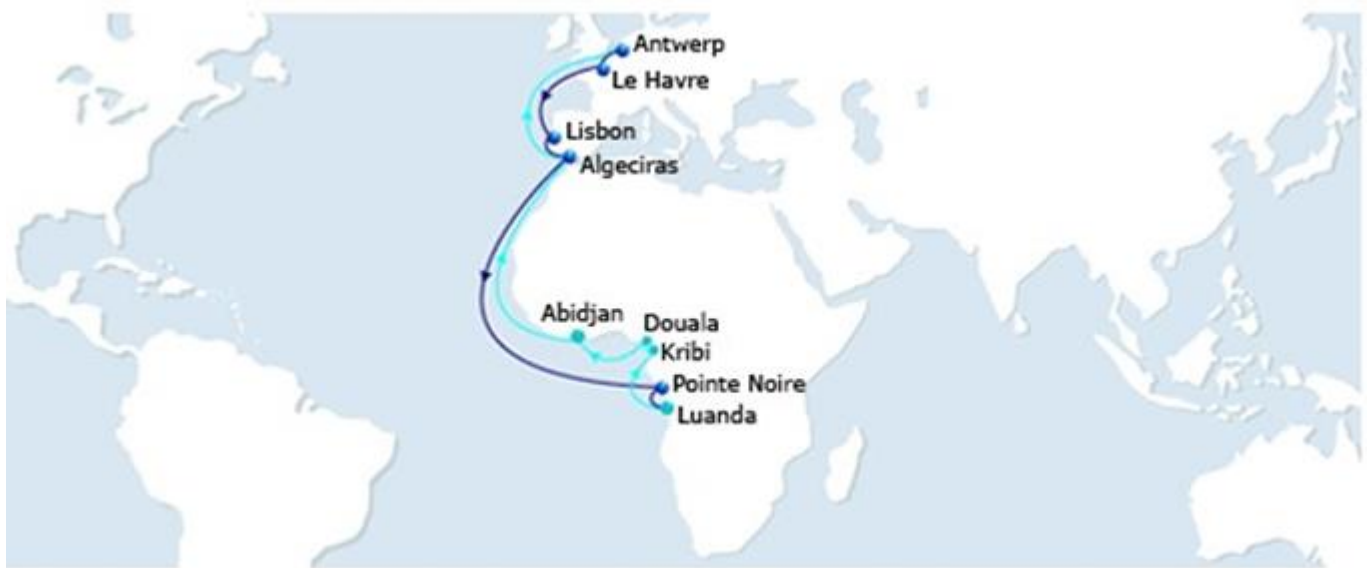 Antwerp
Le Havre
Lisbon
Algeciras
Abidjan
Douala
Kribi
Pointe Noire
Luanda